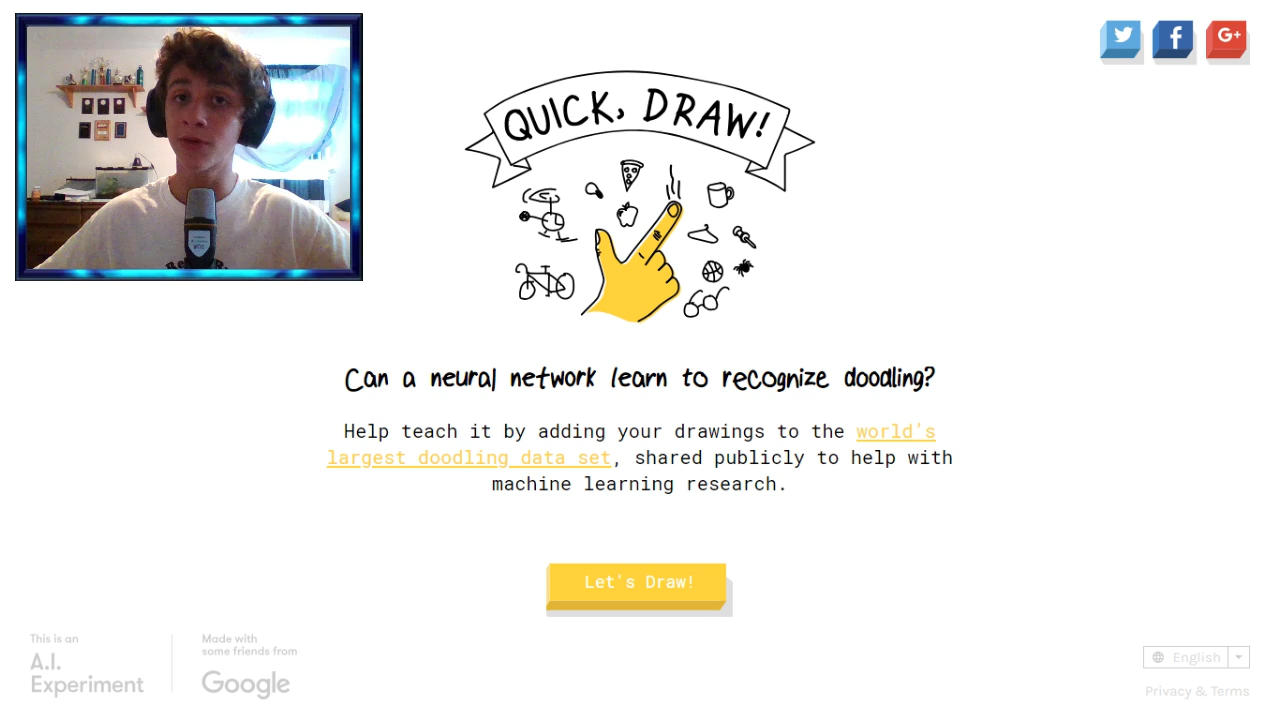 G+
QUICK, DRAW!
Can a neural network learn to recognize doodling?
Help teach it by adding your drawings to the world's
largest doodling data set, shared publicly to help with
machine learning research.
Let's Draw!
This is an
A.I.
Experiment
Made with
some friends from
Google
English
Privacy & Terms